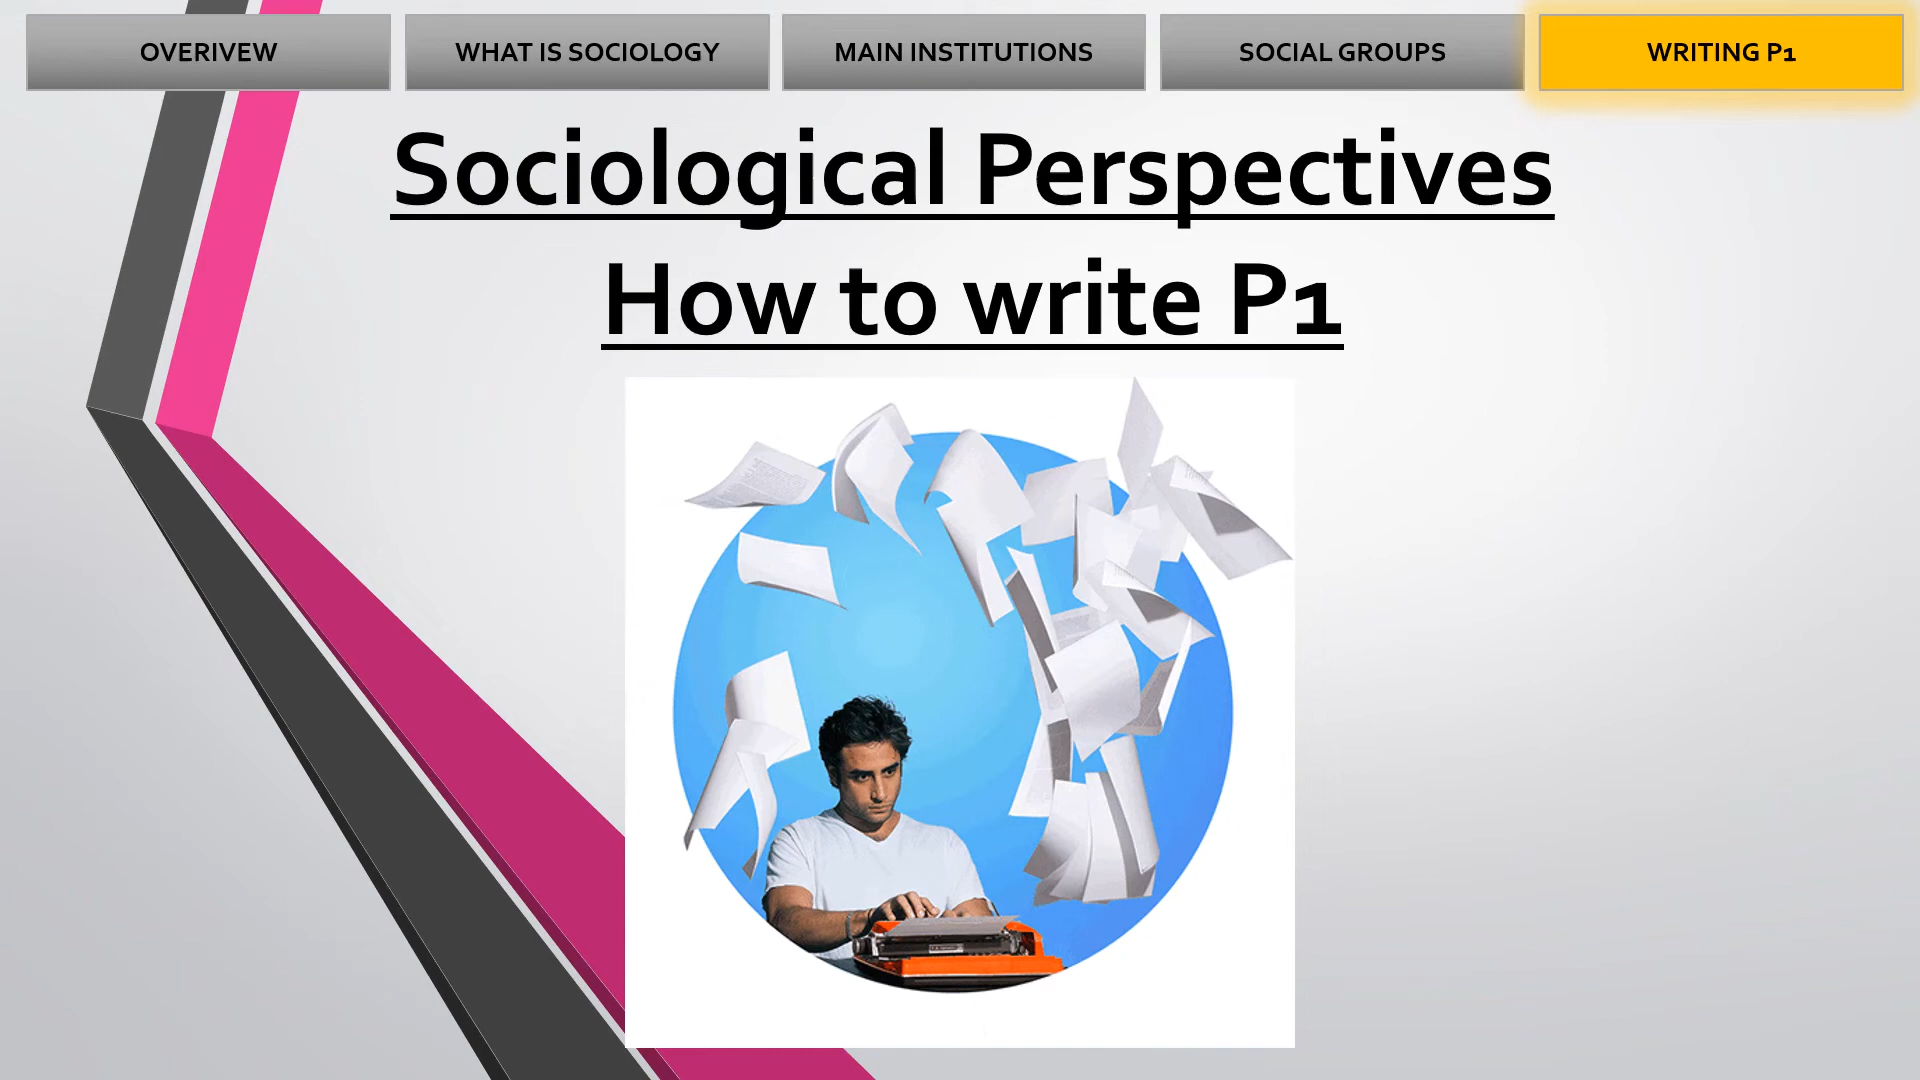 OVERIVEW
WHAT IS SOCIOLOGY
MAIN INSTITUTIONS
SOCIAL GROUPS
WRITING P1
Sociological Perspectives
How to write P1